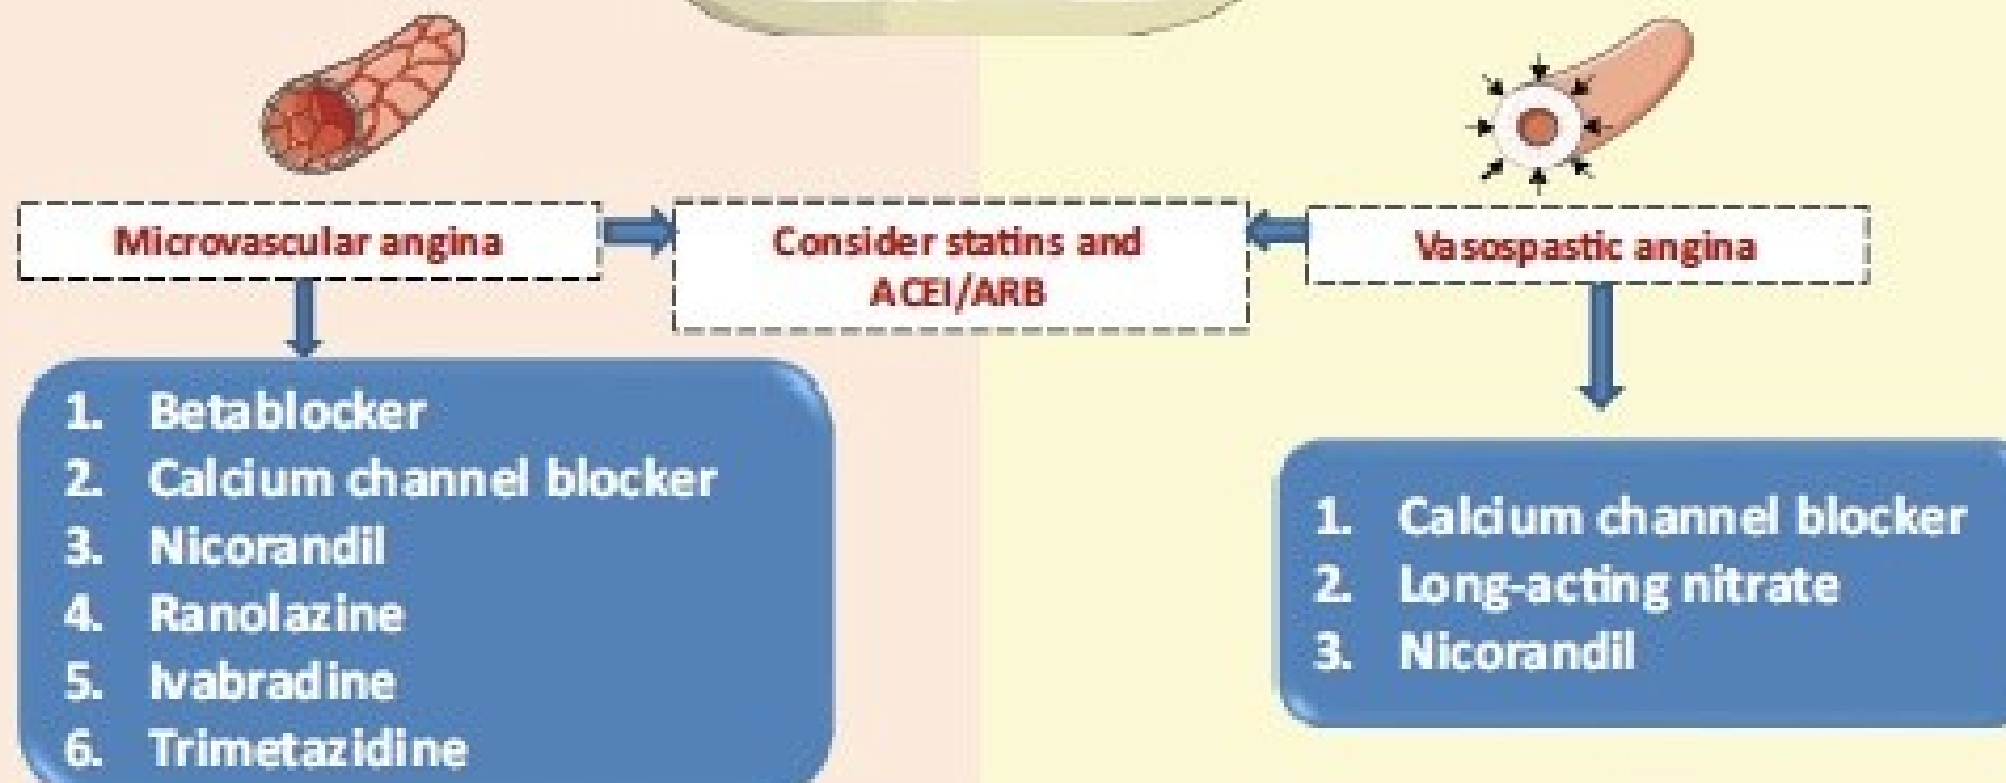 Microvascular angina
Consider statins and
ACEI/ARB
Vasospastic angina
1. Betablocker
2. Calcium channel blocker
3. Nicorandil
4. Ranolazine
5. Ivabradine
6. Trimetazidine
1. Calcium channel blocker
2. Long-acting nitrate
3. Nicorandil